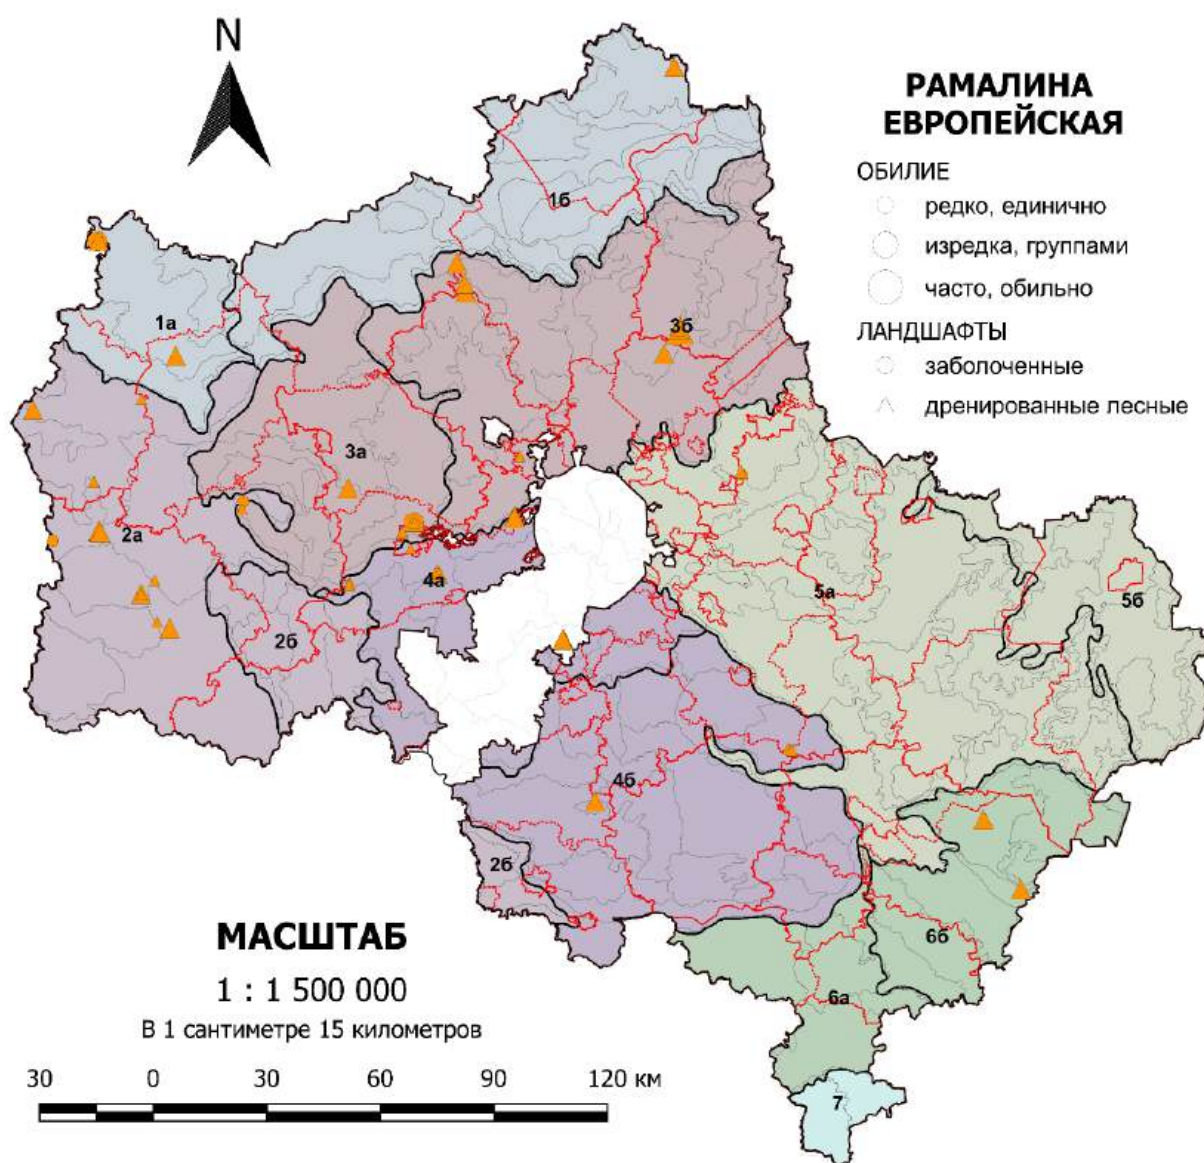 N
РАМАЛИНА
ЕВРОПЕЙСКАЯ
ОБИЛИЕ
редко, единично
изредка, группами
часто, обильно
ЛАНДШАФТЫ
заболоченные
дренированные лесные
1б
1а
3б
3а
2а
4а
5а
5б
2б
4б
2б
6б
6а
7
МАСШТАБ
1 : 1 500 000
В 1 сантиметре 15 километров
30 0 30 60 90 120 км